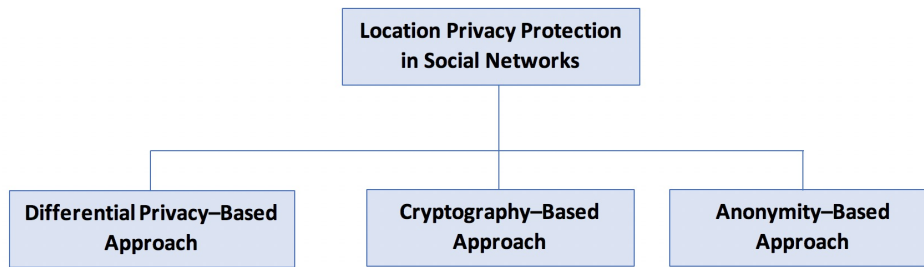 Location Privacy Protection
in Social Networks
Differential Privacy–Based
Approach
Cryptography–Based
Approach
Anonymity–Based
Approach